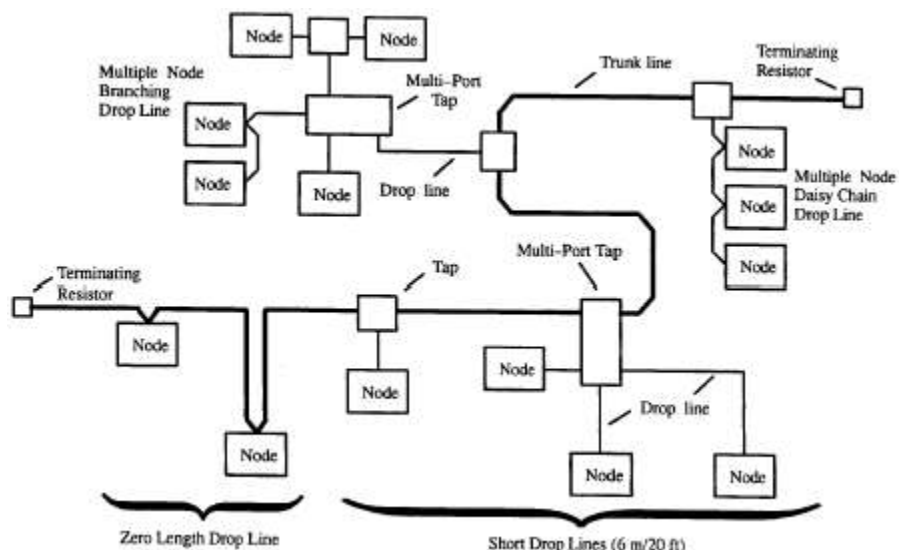 Node
Node
Multiple Node
Branching
Drop Line
Multi-Port
Tap
Trunk line
Terminating
Resistor
Node
Node
Node
Drop line
Node
Node
Node
Multiple Node
Daisy Chain
Drop Line
Terminating
Resistor
Tap
Multi-Port Tap
Node
Node
Node
Node
Drop line
Node
Node
Zero Length Drop Line
Short Drop Lines (6 m/20 ft)